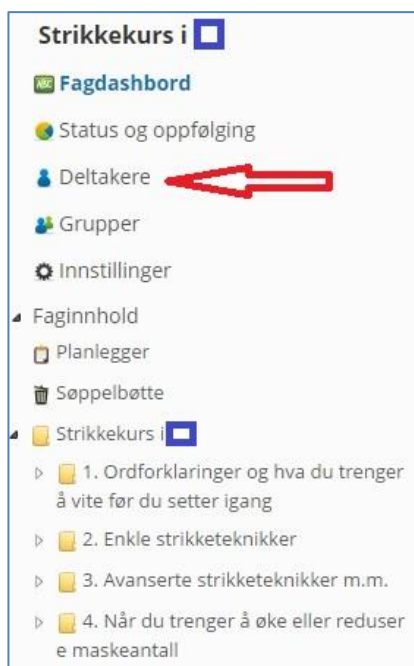 Strikkekurs i
ABC Fagdashbord
Status og oppfølging
Deltakere
Grupper
Innstillinger
Faginnhold
Planlegger
Søppelbøtte
Strikkekurs i
1. Ordforklaringer og hva du trenger
å vite før du setter igang
2. Enkle strikketeknikker
3. Avanserte strikketeknikker m.m.
4. Når du trenger å øke eller reduser
e maskeantall